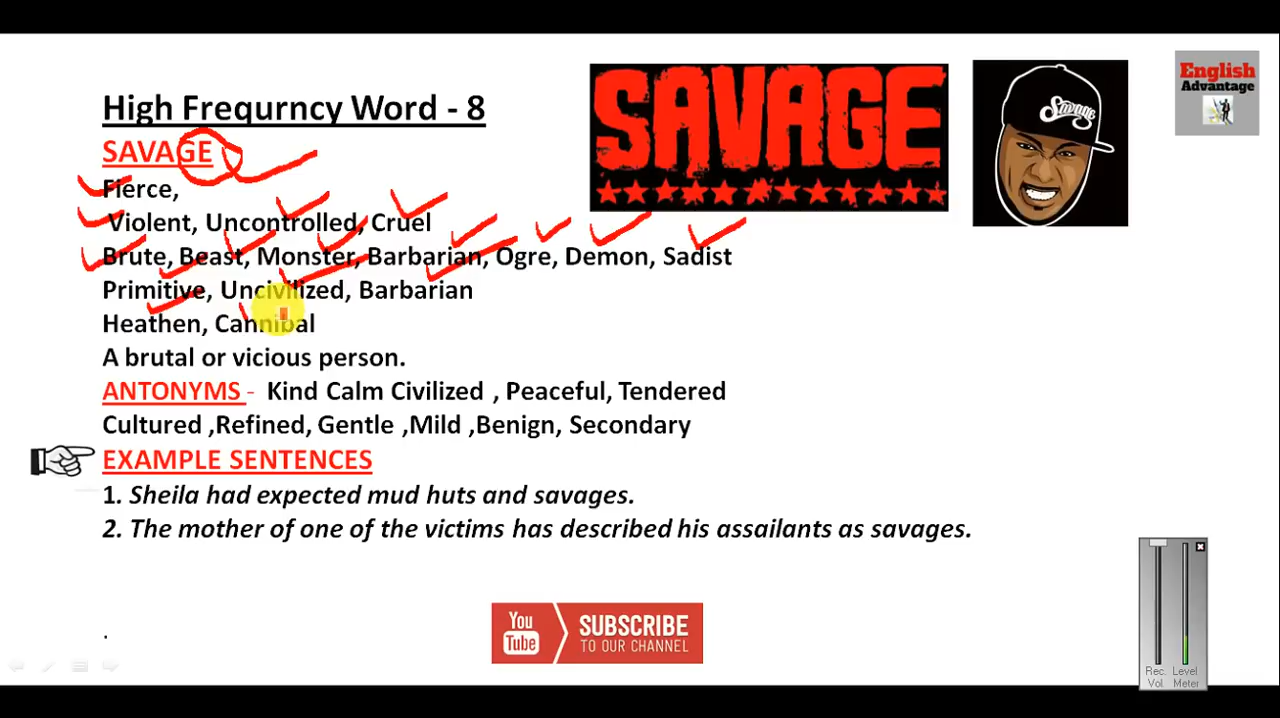 High Frequrncy Word - 8
SAVAGE
Fierce,
Violent, Uncontrolled, Cruel
Brute, Beast, Monster, Barbarian, Ogre, Demon, Sadist
Primitive, Uncivilized, Barbarian
Heathen, Cannibal
A brutal or vicious person.
ANTONYMS - Kind Calm Civilized , Peaceful, Tendered
Cultured ,Refined, Gentle ,Mild ,Benign, Secondary
EXAMPLE SENTENCES
1. Sheila had expected mud huts and savages.
2. The mother of one of the victims has described his assailants as savages.
.
SAVAGE
Savage
English
Advantage
You
Tube
SUBSCRIBE
TO OUR CHANNEL
Rec. Level
Vol Meter